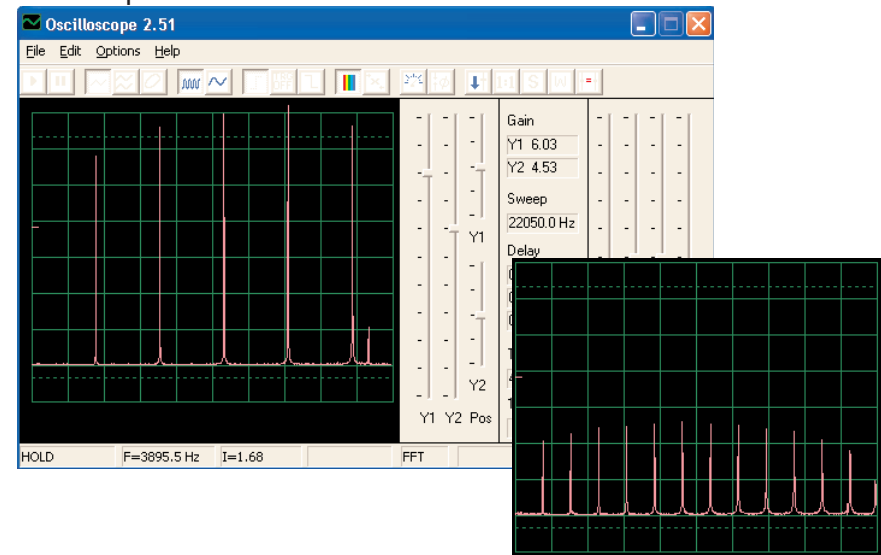 Oscilloscope 2.51
File Edit Options Help
Gain
Y1 6.03
Y2 4.53
Sweep
22050.0 Hz
Delay
Y1
Y2
Y1 Y2 Pos
HOLD F=3895.5 Hz I=1.68 FFT